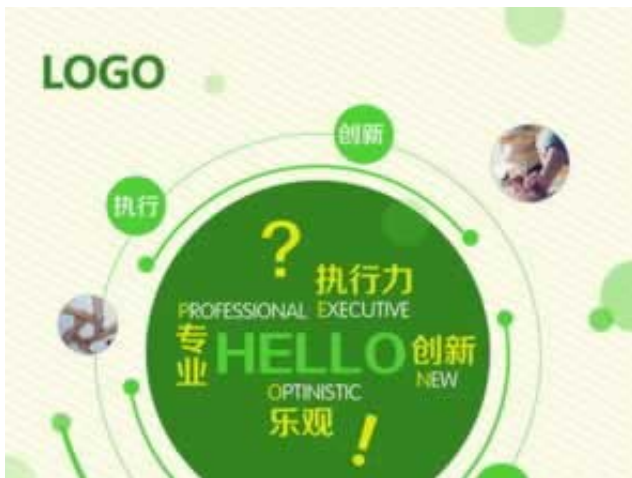 LOGO
创新
执行
?
执行力
PROFESSIONAL EXECUTIVE
专业
HELLO
创新
NEW
OPTINISTIC
乐观
!